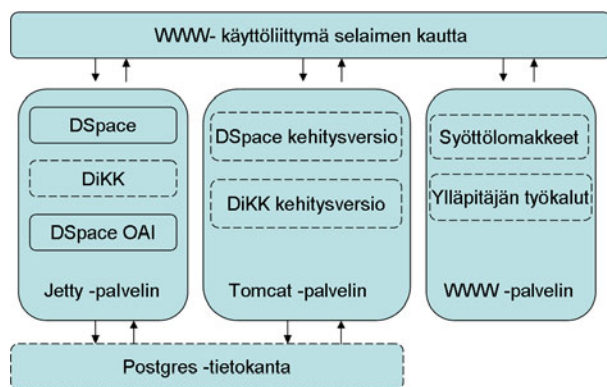 WWW- käyttöliittymä selaimen kautta
DSpace
DiKK
DSpace OAI
Jetty -palvelin
DSpace kehitysversio
DiKK kehitysversio
Tomcat -palvelin
Syöttölomakkeet
Ylläpitäjän työkalut
WWW -palvelin
Postgres -tietokanta